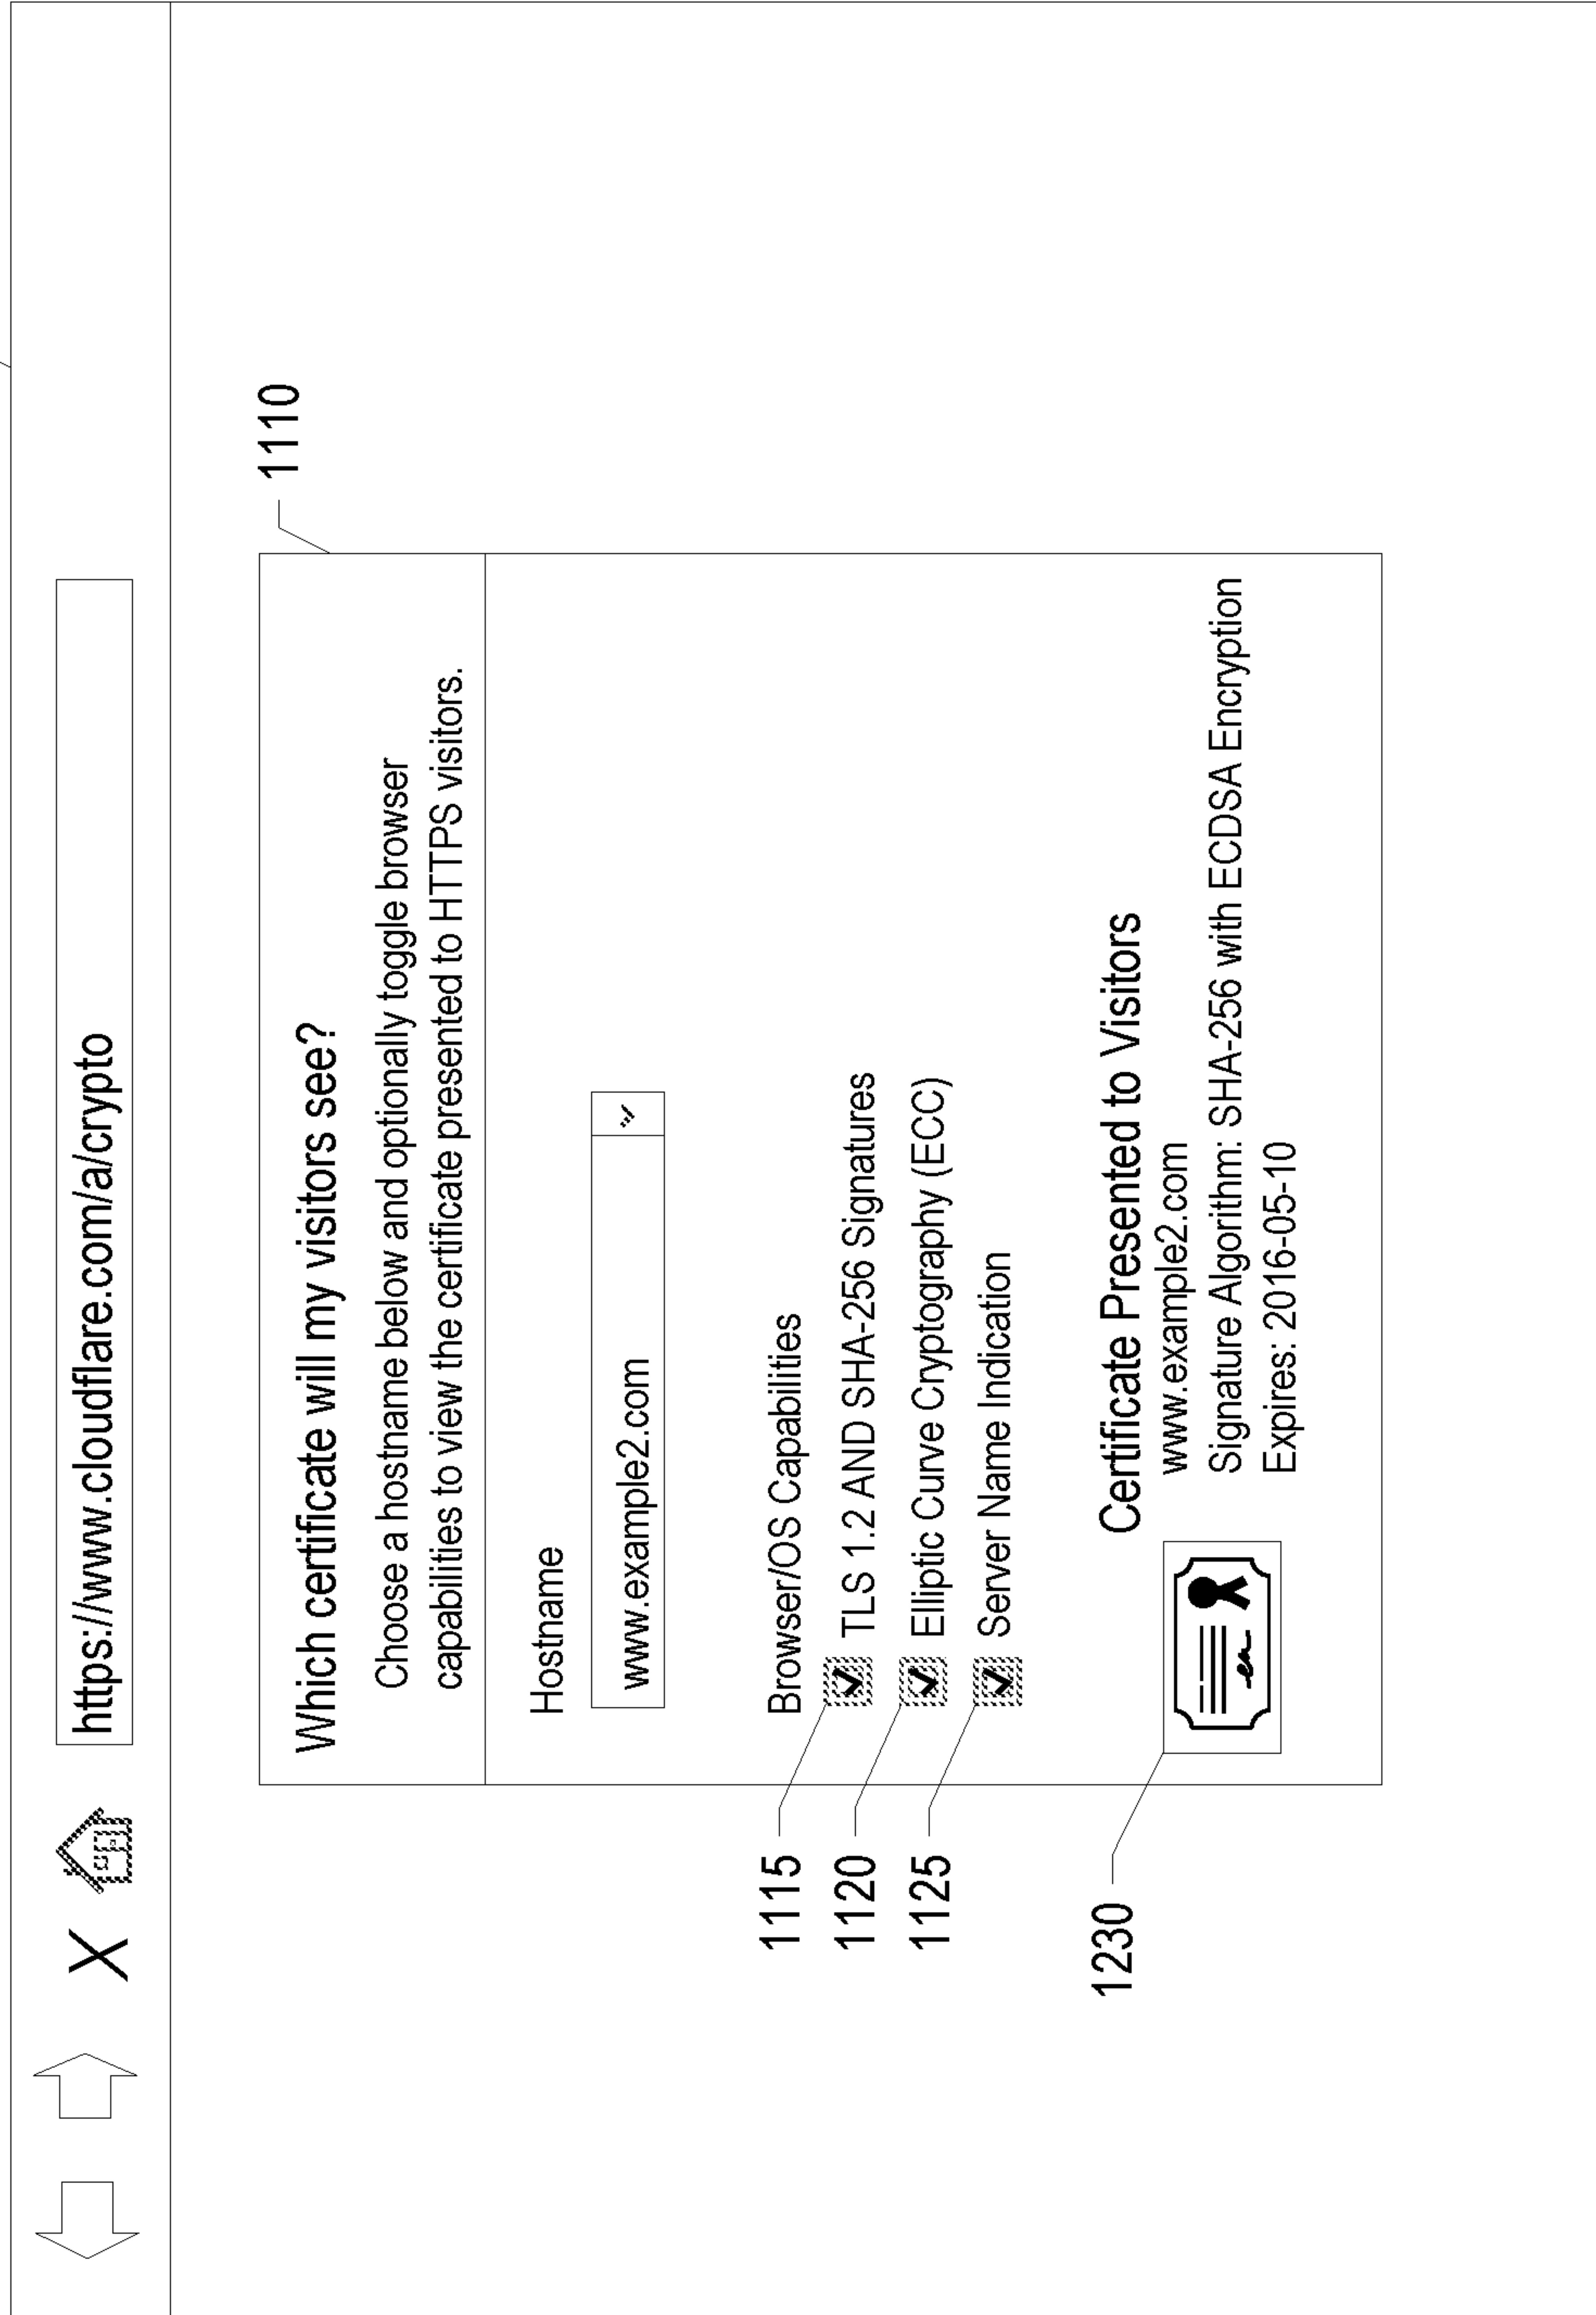 https://www.cloudflare.com/a/crypto
1110
Which certificate will my visitors see?
Choose a hostname below and optionally toggle browser
capabilities to view the certificate presented to HTTPS visitors.
Hostname
www.example2.com
Browser/OS Capabilities
1115
TLS 1.2 AND SHA-256 Signatures
1120
Elliptic Curve Cryptography (ECC)
1125
Server Name Indication
1230
Certificate Presented to Visitors
www.example2.com
Signature Algorithm: SHA-256 with ECDSA Encryption
Expires: 2016-05-10